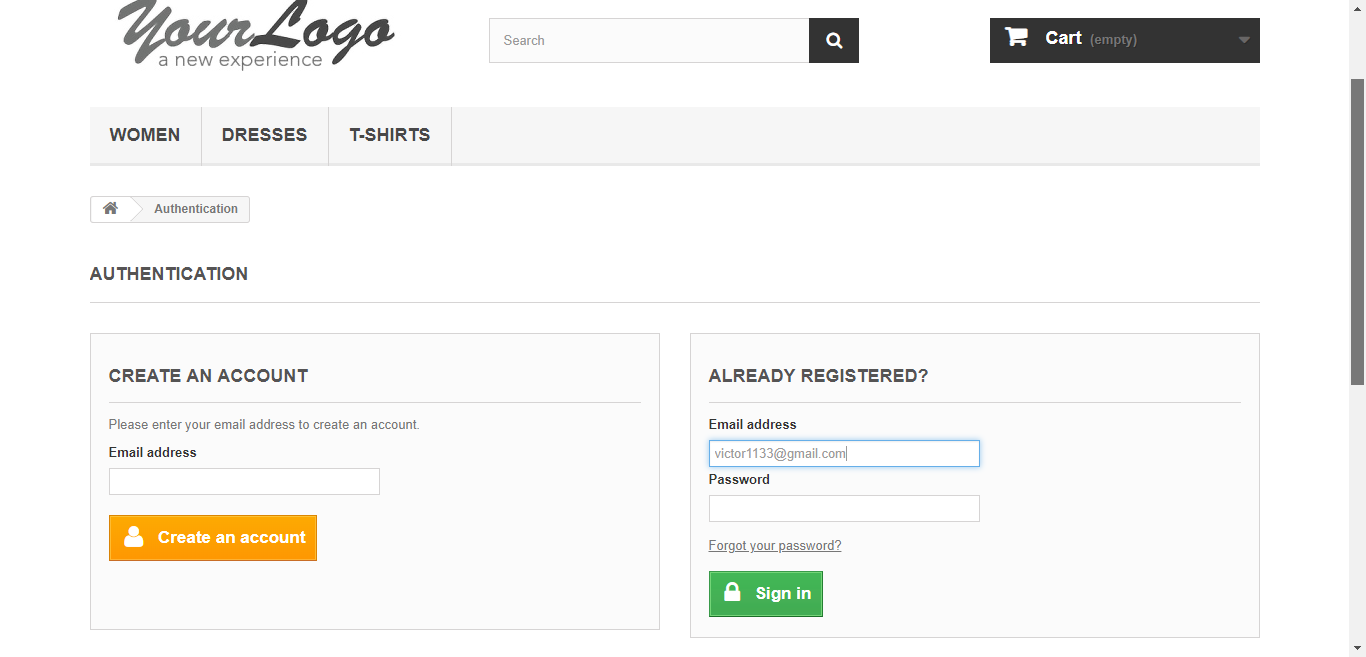 YourLogo
a new experience
Search
Cart (empty)
WOMEN DRESSES T-SHIRTS
Authentication
AUTHENTICATION
CREATE AN ACCOUNT
Please enter your email address to create an account.
Email address
Create an account
ALREADY REGISTERED?
Email address
victor1133@gmail.com
Password
Forgot your password?
Sign in